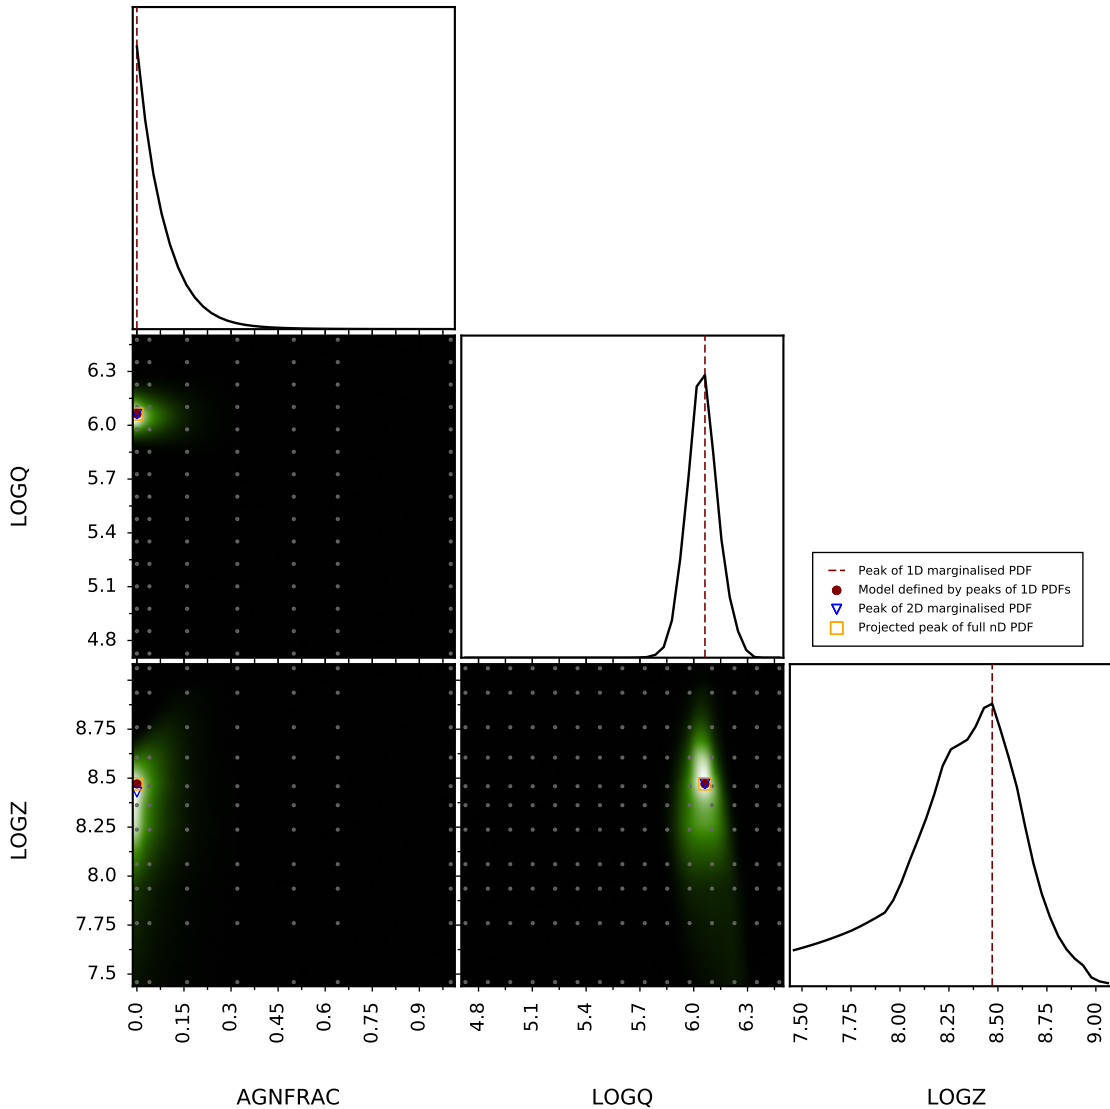 6.3
6.0
5.7
5.4
5.1
4.8
LOGQ
Peak of 1D marginalised PDF
Model defined by peaks of 1D PDFs
Peak of 2D marginalised PDF
Projected peak of full nD PDF
8.75
8.5
8.25
8.0
7.75
7.5
LOGZ
0.0 0.15 0.3 0.45 0.6 0.75 0.9
AGNFRAC
4.8 5.1 5.4 5.7 6.0 6.3
LOGQ
7.50 7.75 8.00 8.25 8.50 8.75 9.00
LOGZ